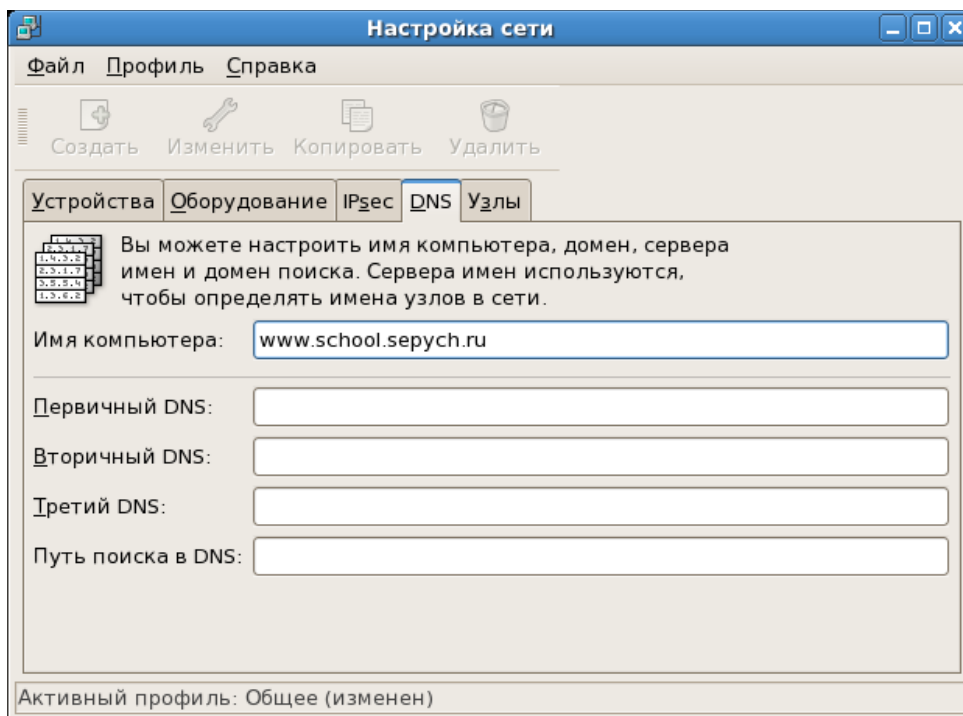 Настройка сети
Файл Профиль Справка
Создать Изменить Копировать Удалить
Устройства Оборудование IPsec DNS Узлы
Вы можете настроить имя компьютера, домен, сервера
имен и домен поиска. Сервера имен используются,
чтобы определять имена узлов в сети.
Имя компьютера: www.school.sepych.ru
Первичный DNS:
Вторичный DNS:
Третий DNS:
Путь поиска в DNS:
Активный профиль: Общее (изменен)